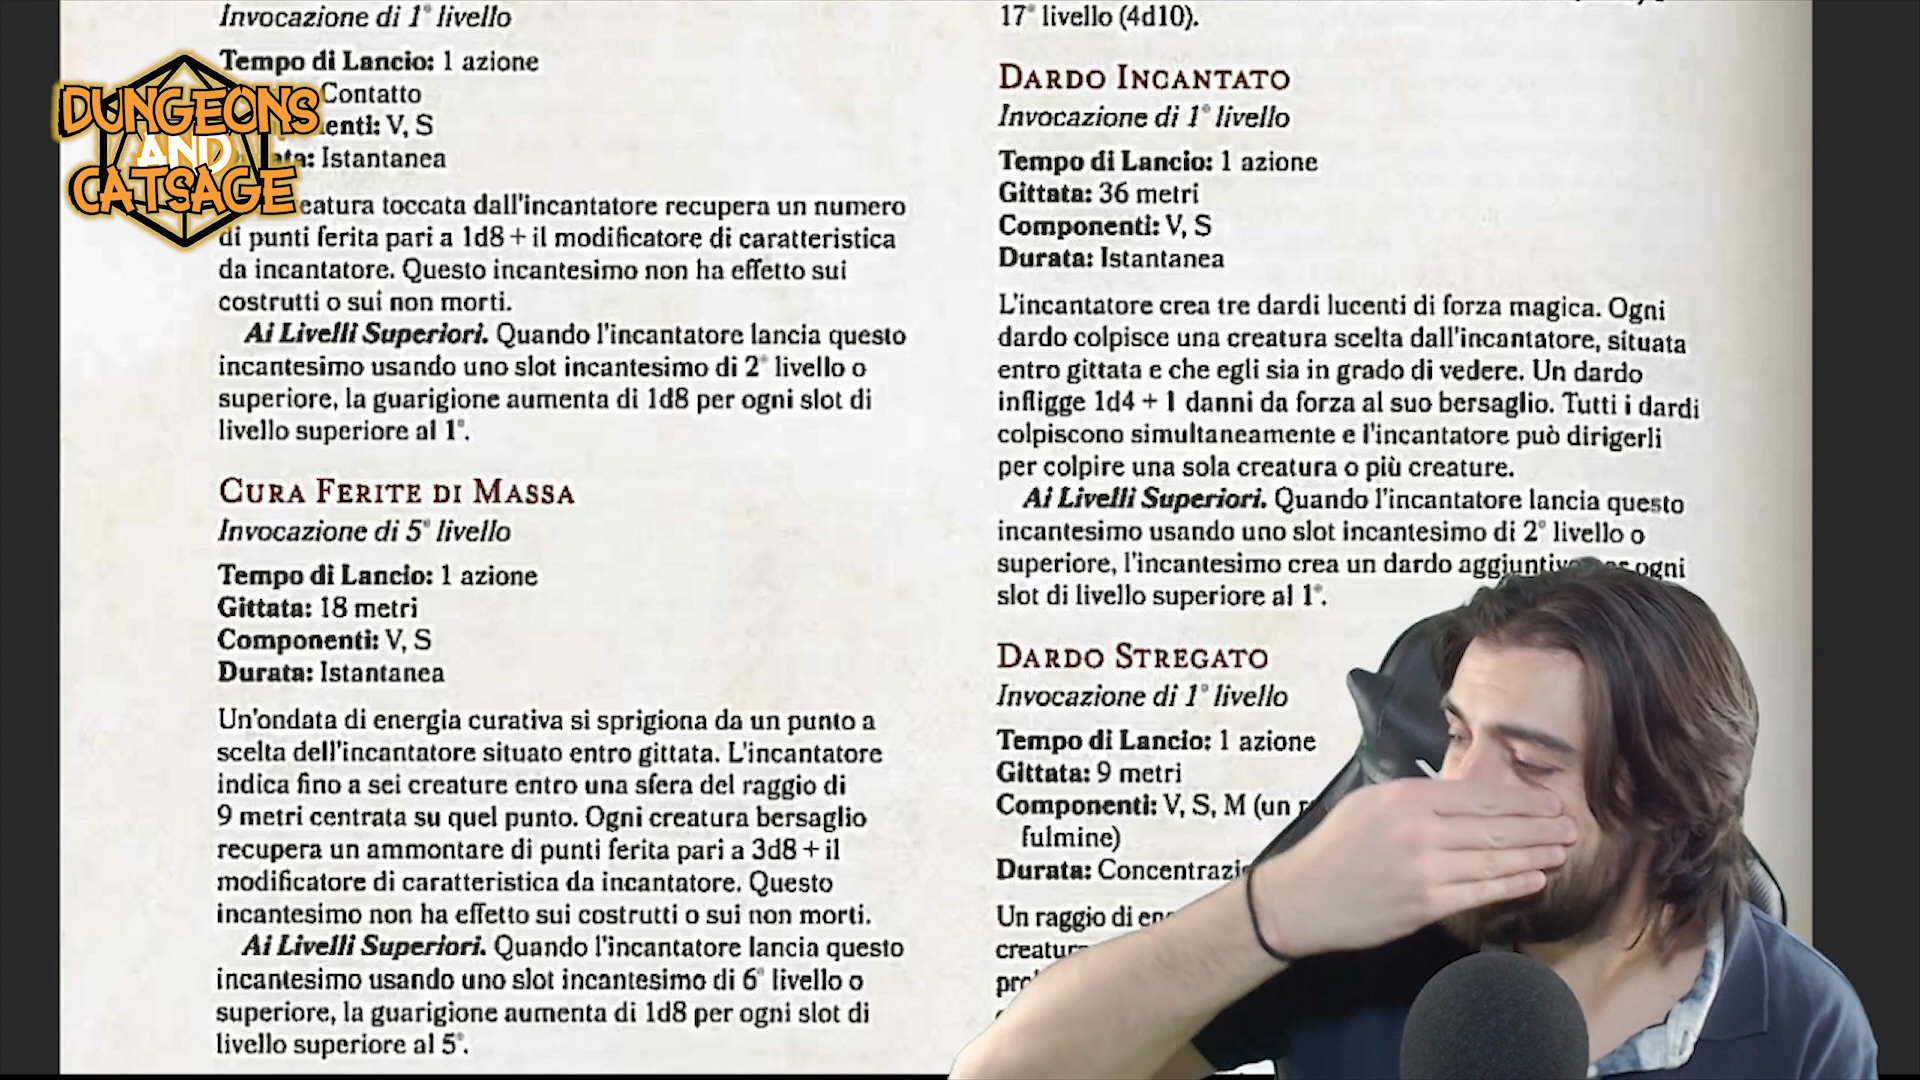 DUNGEONS
AND
CATSAGE
Invocazione di 1° livello
Tempo di Lancio: 1 azione
Contatto
V, S
Istantanea
toccata dall'incantatore recupera un numero
di punti ferita pari a 1d8 + il modificatore di caratteristica
da incantatore. Questo incantesimo non ha effetto sui
costrutti o sui non morti.
Ai Livelli Superiori. Quando l'incantatore lancia questo
incantesimo usando uno slot incantesimo di 2° livello o
superiore, la guarigione aumenta di 1d8 per ogni slot di
livello superiore al 1°.
CURA FERITE DI MASSA
Invocazione di 5° livello
Tempo di Lancio: 1 azione
Gittata: 18 metri
Componenti: V, S
Durata: Istantanea
Un'ondata di energia curativa si sprigiona da un punto a
scelta dell'incantatore situato entro gittata. L'incantatore
indica fino a sei creature entro una sfera del raggio di
9 metri centrata su quel punto. Ogni creatura bersaglio
recupera un ammontare di punti ferita pari a 3d8 + il
modificatore di caratteristica da incantatore. Questo
incantesimo non ha effetto sui costrutti o sui non morti.
Ai Livelli Superiori. Quando l'incantatore lancia questo
incantesimo usando uno slot incantesimo di 6° livello o
superiore, la guarigione aumenta di 1d8 per ogni slot di
livello superiore al 5°.
17° livello (4d10).
DARDO INCANTATO
Invocazione di 1° livello
Tempo di Lancio: 1 azione
Gittata: 36 metri
Componenti: V, S
Durata: Istantanea
L'incantatore crea tre dardi lucenti di forza magica. Ogni
dardo colpisce una creatura scelta dall'incantatore, situata
entro gittata e che egli sia in grado di vedere. Un dardo
infligge 1d4 + 1 danni da forza al suo bersaglio. Tutti i dardi
colpiscono simultaneamente e l'incantatore può dirigerli
per colpire una sola creatura o più creature.
Ai Livelli Superiori. Quando l'incantatore lancia questo
incantesimo usando uno slot incantesimo di 2° livello o
superiore, l'incantesimo crea un dardo ogni
slot di livello superiore al 1°.
DARDO STREGATO
Invocazione di 1° livello
Tempo di Lancio: 1 azione
Gittata: 9 metri
Componenti: V, S, M (un
fulmine)
Durata:
Un raggio di